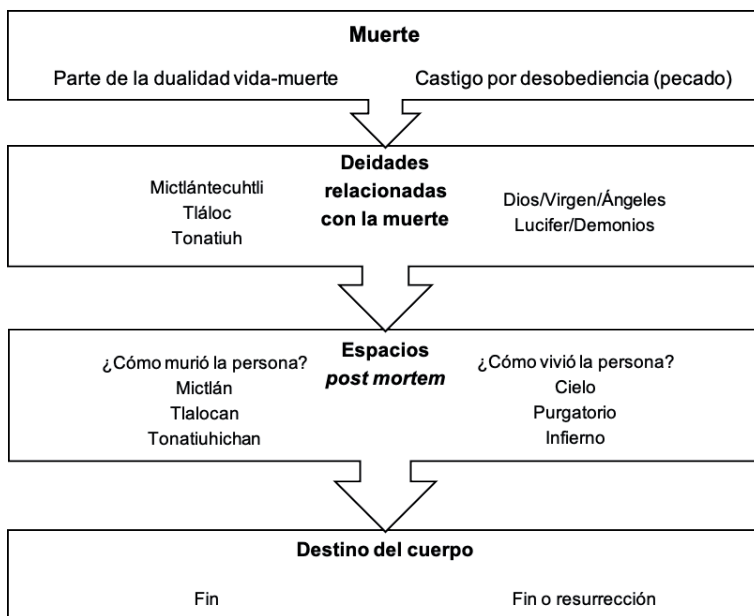 Muerte
Parte de la dualidad vida-muerte
Castigo por desobediencia (pecado)
Deidades
relacionadas
con la muerte
Mictlántecuhtli
Tláloc
Tonatiuh
Dios/Virgen/Ángeles
Lucifer/Demonios
Espacios
post mortem
¿Cómo murió la persona?
Mictlán
Tlalocan
Tonatiuhichan
¿Cómo vivió la persona?
Cielo
Purgatorio
Infierno
Destino del cuerpo
Fin
Fin o resurrección